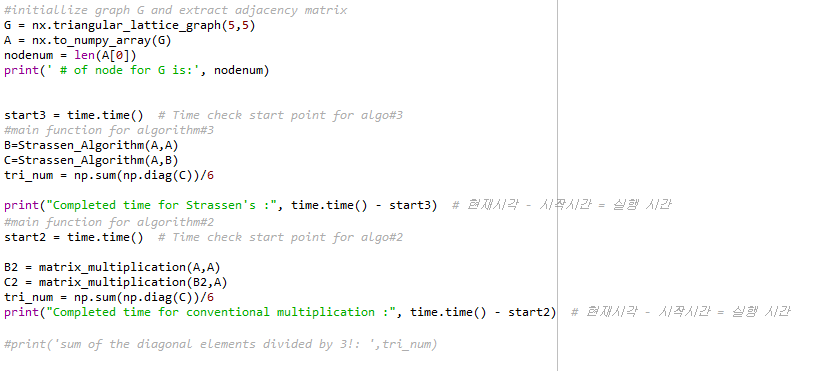 #initiallize graph G and extract adjacency matrix
G = nx.triangular_lattice_graph(5,5)
A = nx.to_numpy_array(G)
nodenum = len(A[0])
print(' # of node for G is:', nodenum)
start3 = time.time()  # Time check start point for algo#3
#main function for algorithm#3
B=Strassen_Algorithm(A,A)
C=Strassen_Algorithm(A,B)
tri_num = np.sum(np.diag(C))/6
print("Completed time for Strassen's :", time.time() - start3)  # 현재시각 - 시작시간 = 실행 시간
#main function for algorithm#2
start2 = time.time()  # Time check start point for algo#2
B2 = matrix_multiplication(A,A)
C2 = matrix_multiplication(B2,A)
tri_num = np.sum(np.diag(C))/6
print("Completed time for conventional multiplication :", time.time() - start2)  # 현재시각 - 시작시간 = 실행 시간
#print('sum of the diagonal elements divided by 3!: ',tri_num)